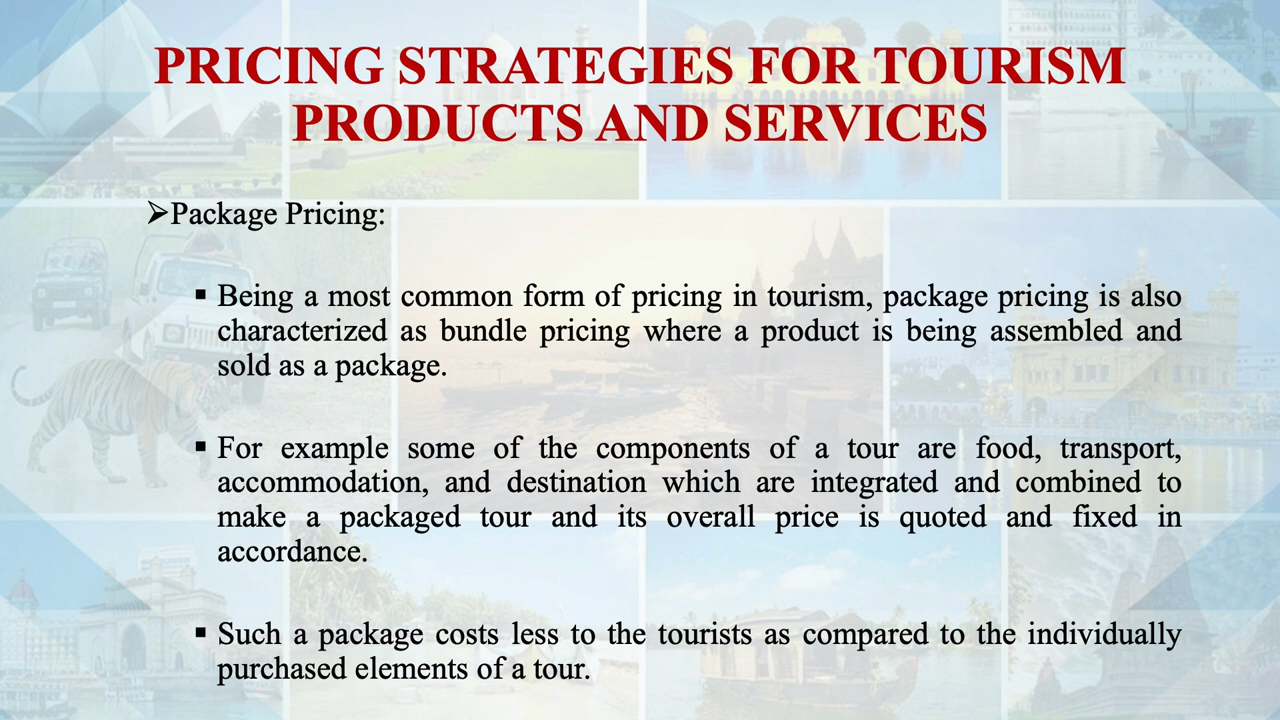 PRICING STRATEGIES FOR TOURISM
PRODUCTS AND SERVICES
➢Package Pricing:
▪ Being a most common form of pricing in tourism, package pricing is also
characterized as bundle pricing where a product is being assembled and
sold as a package.
▪ For example some of the components of a tour are food, transport,
accommodation, and destination which are integrated and combined to
make a packaged tour and its overall price is quoted and fixed in
accordance.
▪ Such a package costs less to the tourists as compared to the individually
purchased elements of a tour.